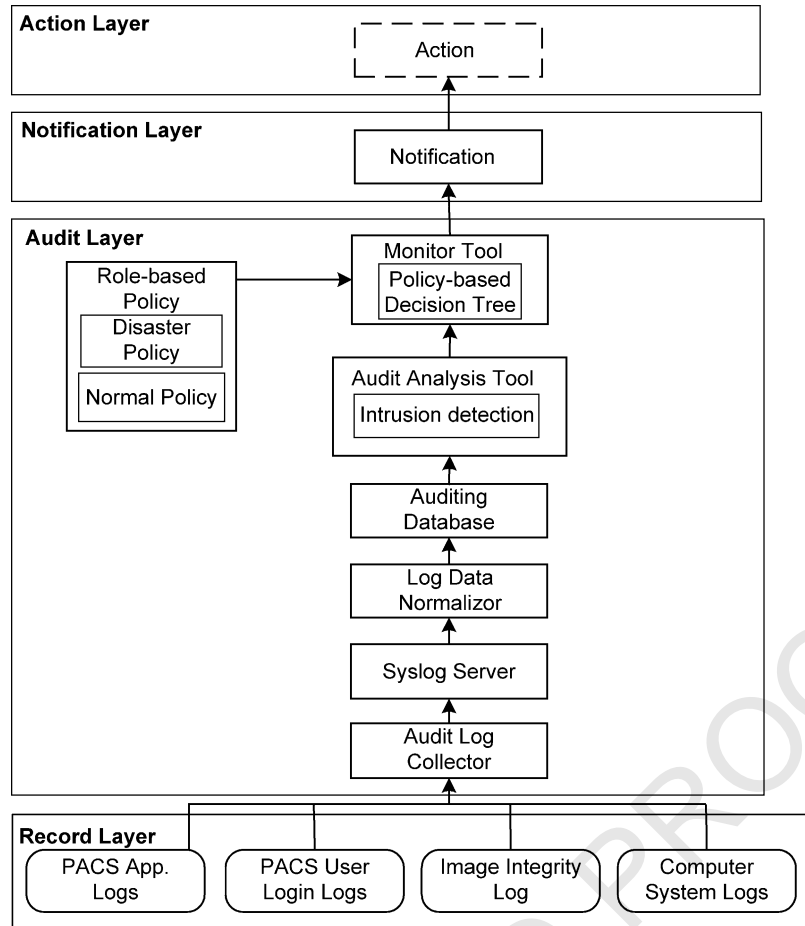 Action Layer
Action
Notification Layer
Notification
Audit Layer
Monitor Tool
Policy-based
Decision Tree
Role-based
Policy
Disaster
Policy
Normal Policy
Audit Analysis Tool
Intrusion detection
Auditing
Database
Log Data
Normalizor
Syslog Server
Audit Log
Collector
Record Layer
PACS App.
Logs
PACS User
Login Logs
Image Integrity
Log
Computer
System Logs
PROO